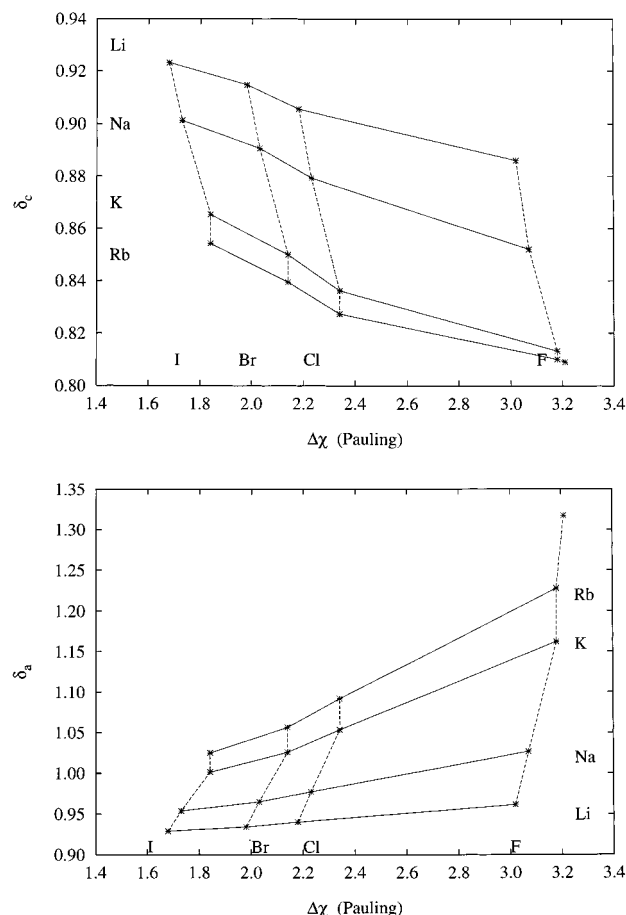 0.94
Li
0.92
Na
0.90
0.88
δc
K
0.86
Rb
0.84
0.82
I Br Cl F
0.80
1.4 1.6 1.8 2.0 2.2 2.4 2.6 2.8 3.0 3.2 3.4
Δχ (Pauling)
1.35
1.30
1.25
Rb
1.20
K
1.15
δa
1.10
1.05
Na
1.00
0.95
Li
I Br Cl F
0.90
1.4 1.6 1.8 2.0 2.2 2.4 2.6 2.8 3.0 3.2 3.4
Δχ (Pauling)